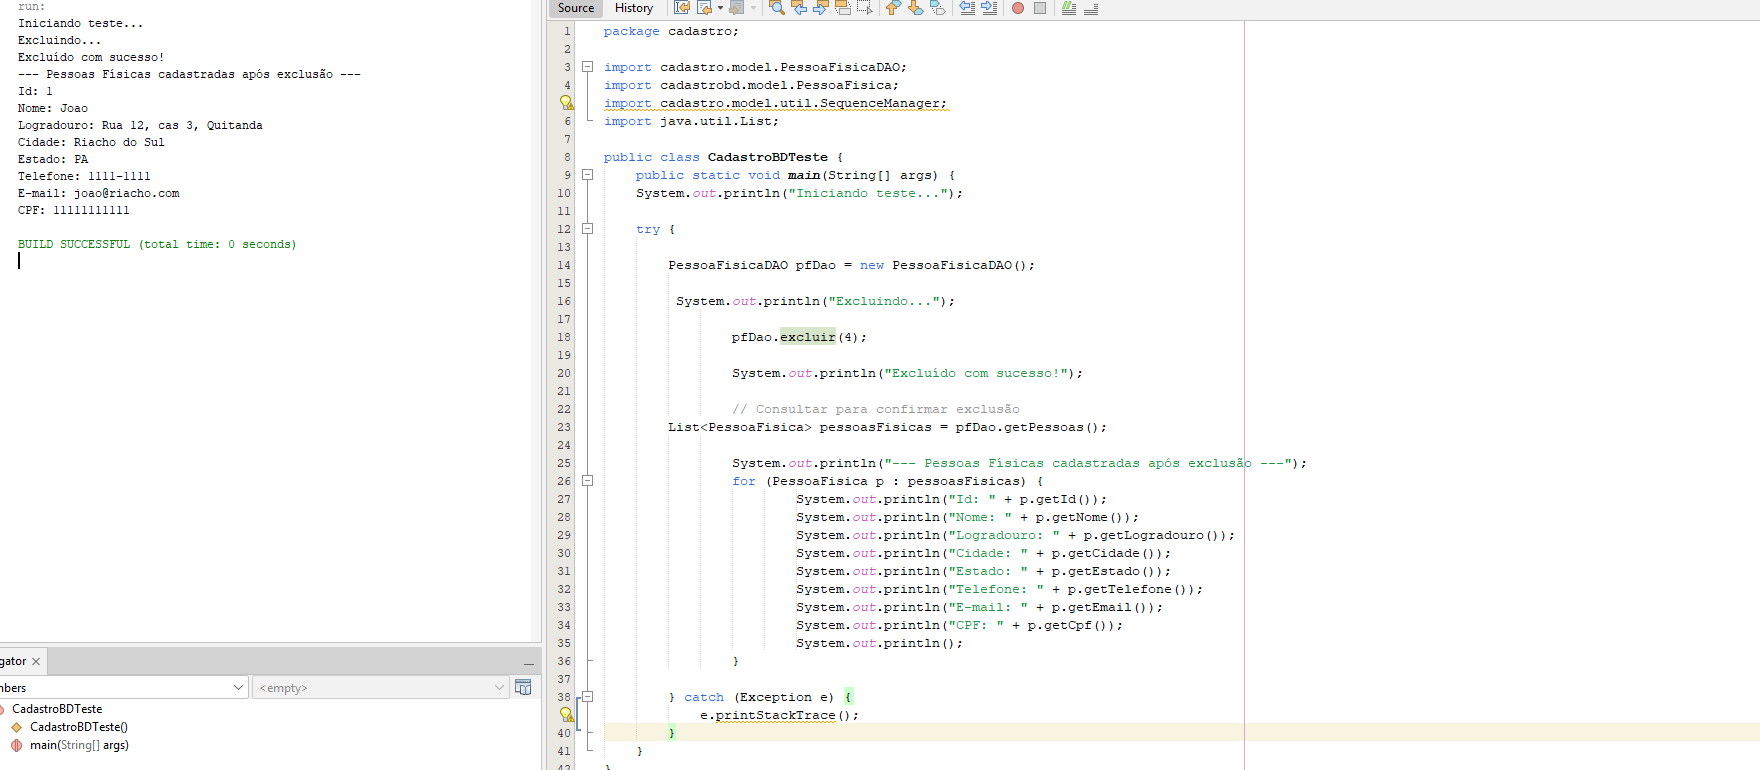 run:
Iniciando teste...
Excluindo...
Excluído com sucesso!
--- Pessoas Físicas cadastradas após exclusão ---
Id: 1
Nome: Joao
Logradouro: Rua 12, cas 3, Quitanda
Cidade: Riacho do Sul
Estado: PA
Telefone: 1111-1111
E-mail: joao@riacho.com
CPF: 11111111111
BUILD SUCCESSFUL (total time: 0 seconds)
gator
mbers
<empty>
CadastroBDTeste
CadastroBDTeste()
main(String[] args)
Source History
1 package cadastro;
2
3 import cadastro.model.PessoaFisicaDAO;
4 import cadastrobd.model.PessoaFisica;
import cadastro.model.util.SequenceManager;
6 import java.util.List;
7
8 public class CadastroBDTeste {
9 public static void main(String[] args) {
10 System.out.println("Iniciando teste...");
11
12 try {
13
14 PessoaFisicaDAO pfDao = new PessoaFisicaDAO();
15
16 System.out.println("Excluindo...");
17
18 pfDao.excluir(4);
19
20 System.out.println("Excluído com sucesso!");
21
22 // Consultar para confirmar exclusão
23 List<PessoaFisica> pessoasFisicas = pfDao.getPessoas();
24
25 System.out.println("--- Pessoas Físicas cadastradas após exclusão ---");
26 for (PessoaFisica p : pessoasFisicas) {
27 System.out.println("Id: " + p.getId());
28 System.out.println("Nome: " + p.getNome());
29 System.out.println("Logradouro: " + p.getLogradouro());
30 System.out.println("Cidade: " + p.getCidade());
31 System.out.println("Estado: " + p.getEstado());
32 System.out.println("Telefone: " + p.getTelefone());
33 System.out.println("E-mail: " + p.getEmail());
34 System.out.println("CPF: " + p.getCpf());
35 System.out.println();
36 }
37
38 } catch (Exception e) {
e.printStackTrace();
40 }
41 }
42 }